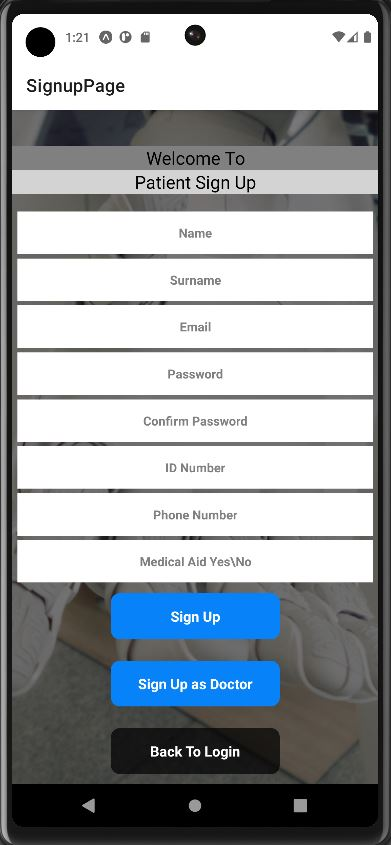 1:21
SignupPage
Welcome To
Patient Sign Up
Name
Surname
Email
Password
Confirm Password
ID Number
Phone Number
Medical Aid Yes\No
Sign Up
Sign Up as Doctor
Back To Login